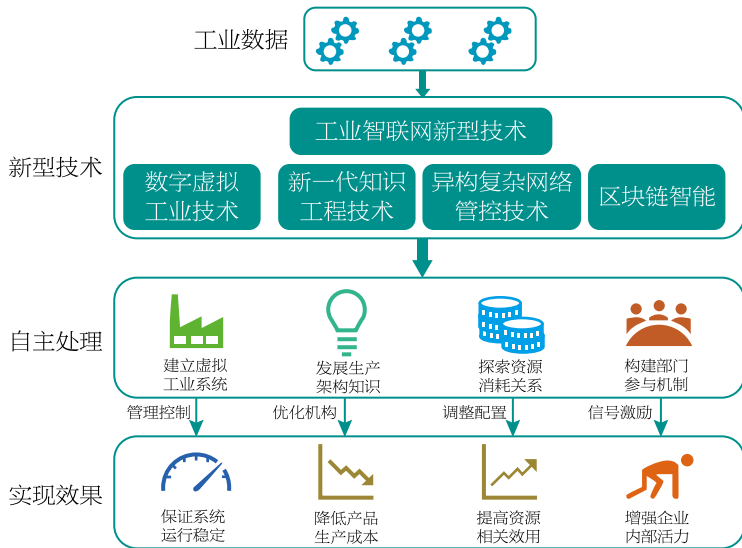 工业数据
工业智联网新型技术
新型技术
数字虚拟
工业技术
新一代知识
工程技术
异构复杂网络
管控技术
区块链智能
自主处理
建立虚拟
工业系统
发展生产
架构知识
探索资源
消耗关系
构建部门
参与机制
管理控制
优化机构
调整配置
信号激励
实现效果
保证系统
运行稳定
降低产品
生产成本
提高资源
相关效用
增强企业
内部活力